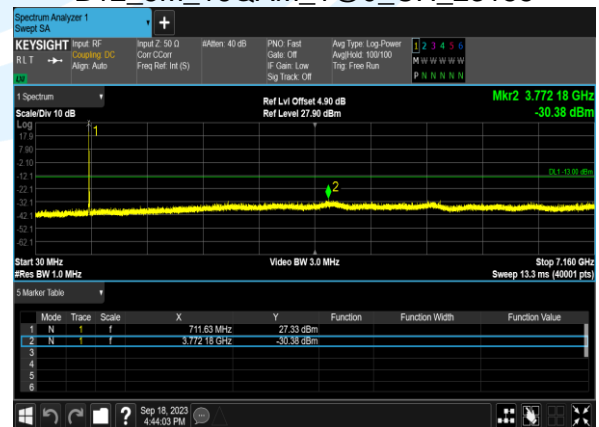 Spectrum Analyzer 1
Swept SA
KEYSIGHT
RLT
Input: RF
Coupling: DC
Align: Auto
Input Z: 50 Ω
Corr CCorr
Freq Ref: Int (S)
#Atten: 40 dB
PNO: Fast
Gate: Off
IF Gain: Low
Sig Track: Off
Avg Type: Log-Power
Avg|Hold: 100/100
Trig: Free Run
1 2 3 4 5 6
M W W W W W
P N N N N N
1 Spectrum
Scale/Div 10 dB
Ref Lvl Offset 4.90 dB
Ref Level 27.90 dBm
Mkr2 3.772 18 GHz
-30.38 dBm
Log
17.9
7.90
-2.10
-12.1
-22.1
-32.1
-42.1
-52.1
-62.1
1
2
DL1 -13.00 dBm
Start 30 MHz
#Res BW 1.0 MHz
Video BW 3.0 MHz
Stop 7.160 GHz
Sweep 13.3 ms (40001 pts)
5 Marker Table
Mode Trace Scale X Y Function Function Width Function Value
1 N 1 f 711.63 MHz 27.33 dBm
2 N 1 f 3.772 18 GHz -30.38 dBm
3
4
5
6
Sep 18, 2023
4:44:03 PM